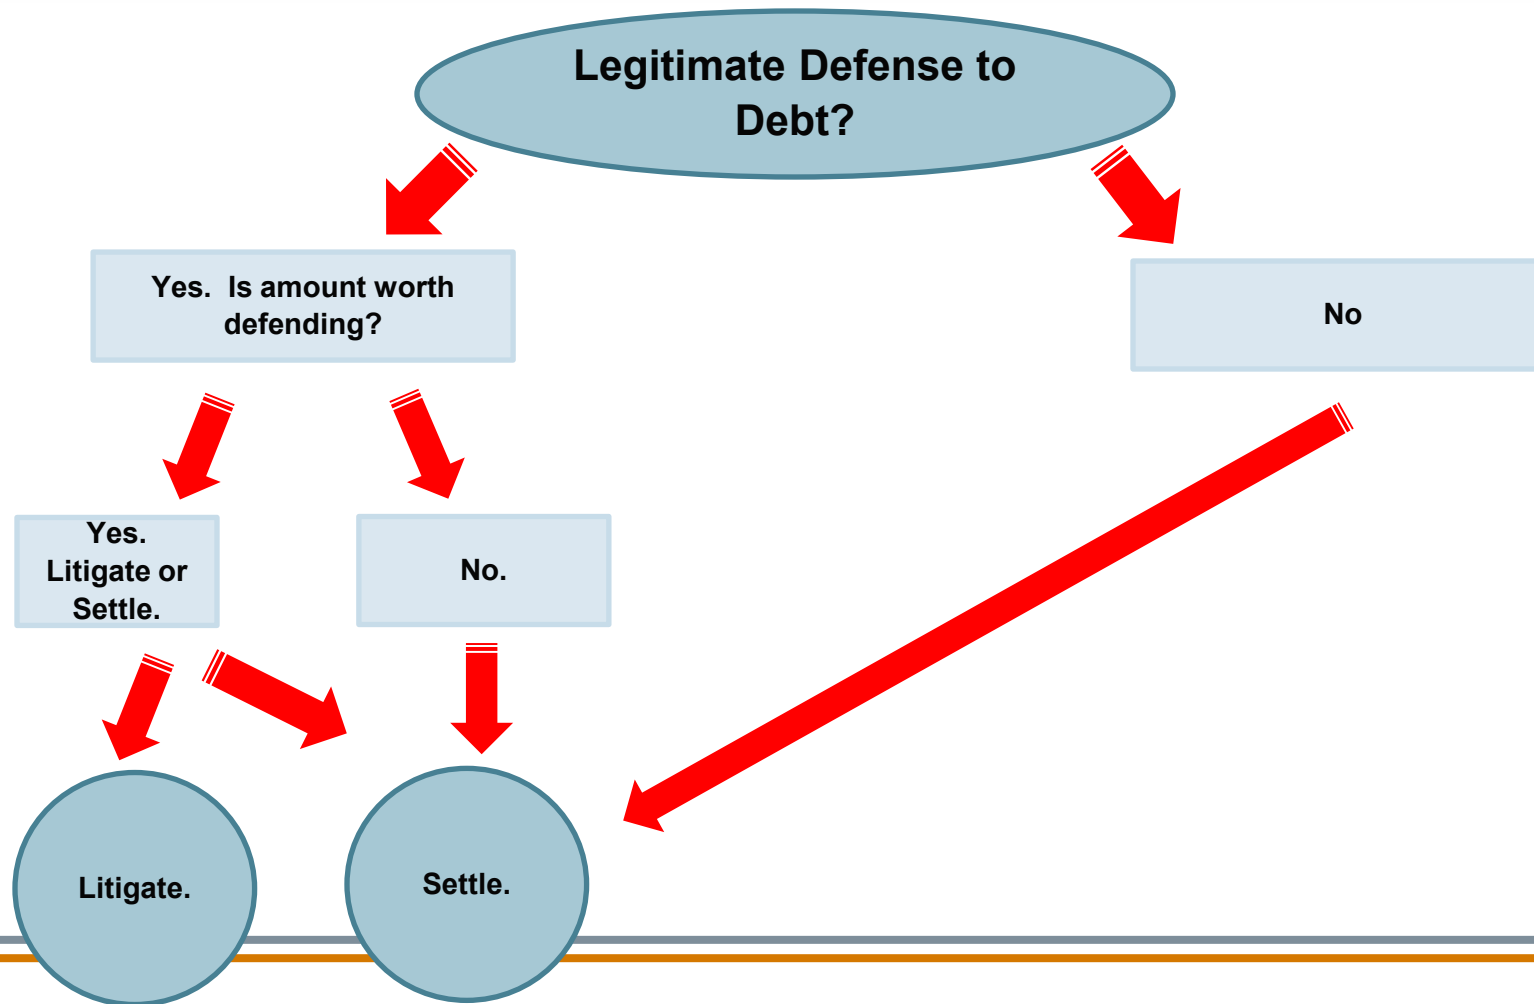 Legitimate Defense to
Debt?
Yes.  Is amount worth
defending?
No
Yes.
Litigate or
Settle.
No.
Litigate.
Settle.